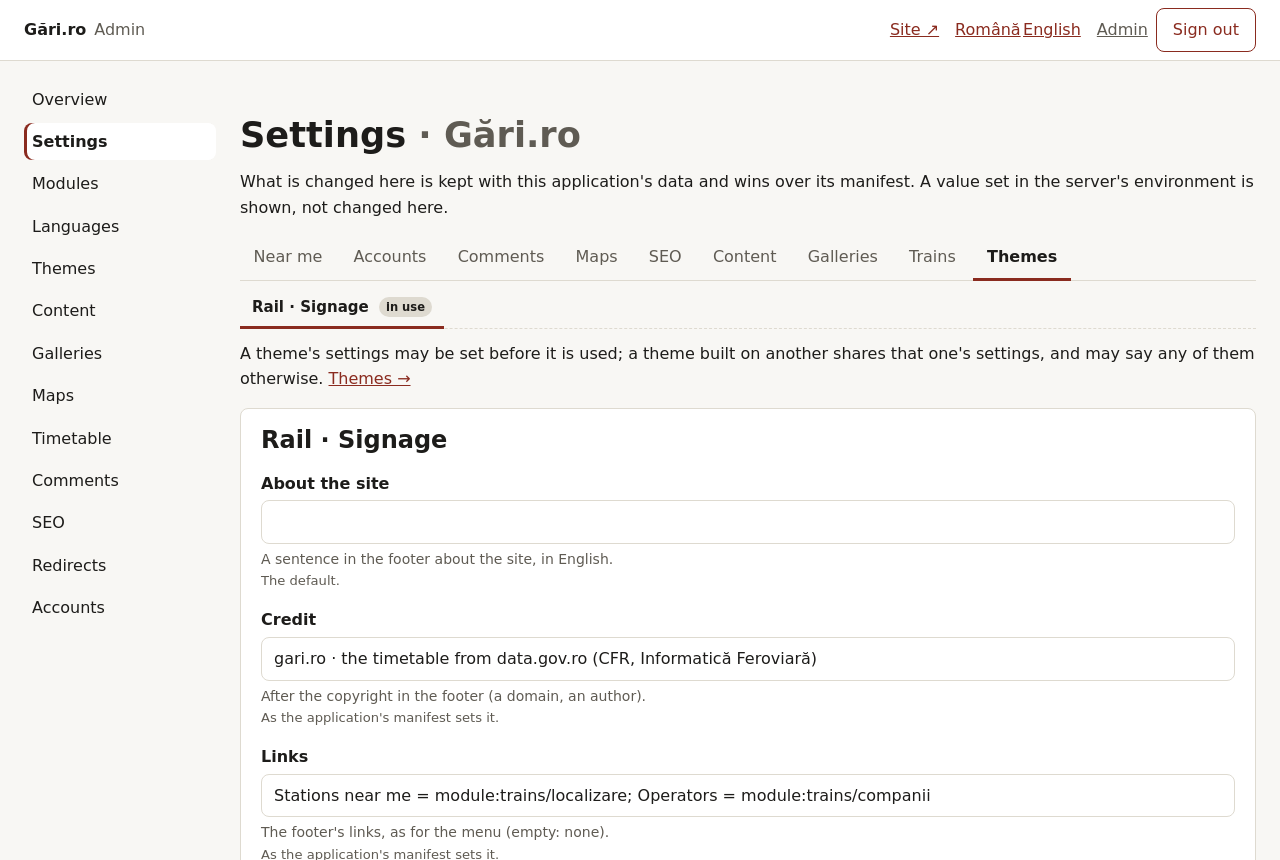 Gări.ro Admin
Site ↗ Română English Admin Sign out
Overview
Settings
Modules
Languages
Themes
Content
Galleries
Maps
Timetable
Comments
SEO
Redirects
Accounts
Settings · Gări.ro
What is changed here is kept with this application's data and wins over its manifest. A value set in the server's environment is
shown, not changed here.
Near me Accounts Comments Maps SEO Content Galleries Trains Themes
Rail · Signage in use
A theme's settings may be set before it is used; a theme built on another shares that one's settings, and may say any of them
otherwise. Themes →
Rail · Signage
About the site
A sentence in the footer about the site, in English.
The default.
Credit
gari.ro · the timetable from data.gov.ro (CFR, Informatică Feroviară)
After the copyright in the footer (a domain, an author).
As the application's manifest sets it.
Links
Stations near me = module:trains/localizare; Operators = module:trains/companii
The footer's links, as for the menu (empty: none).
As the application's manifest sets it.